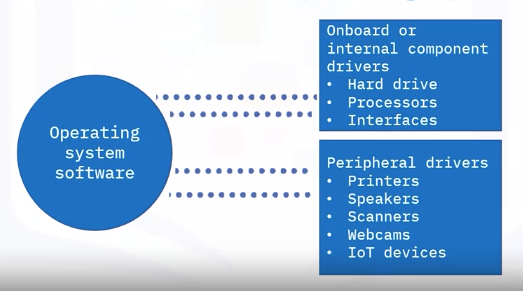 Operating
system
software
Onboard or
internal component
drivers
• Hard drive
• Processors
• Interfaces
Peripheral drivers
• Printers
• Speakers
• Scanners
• Webcams
• IoT devices